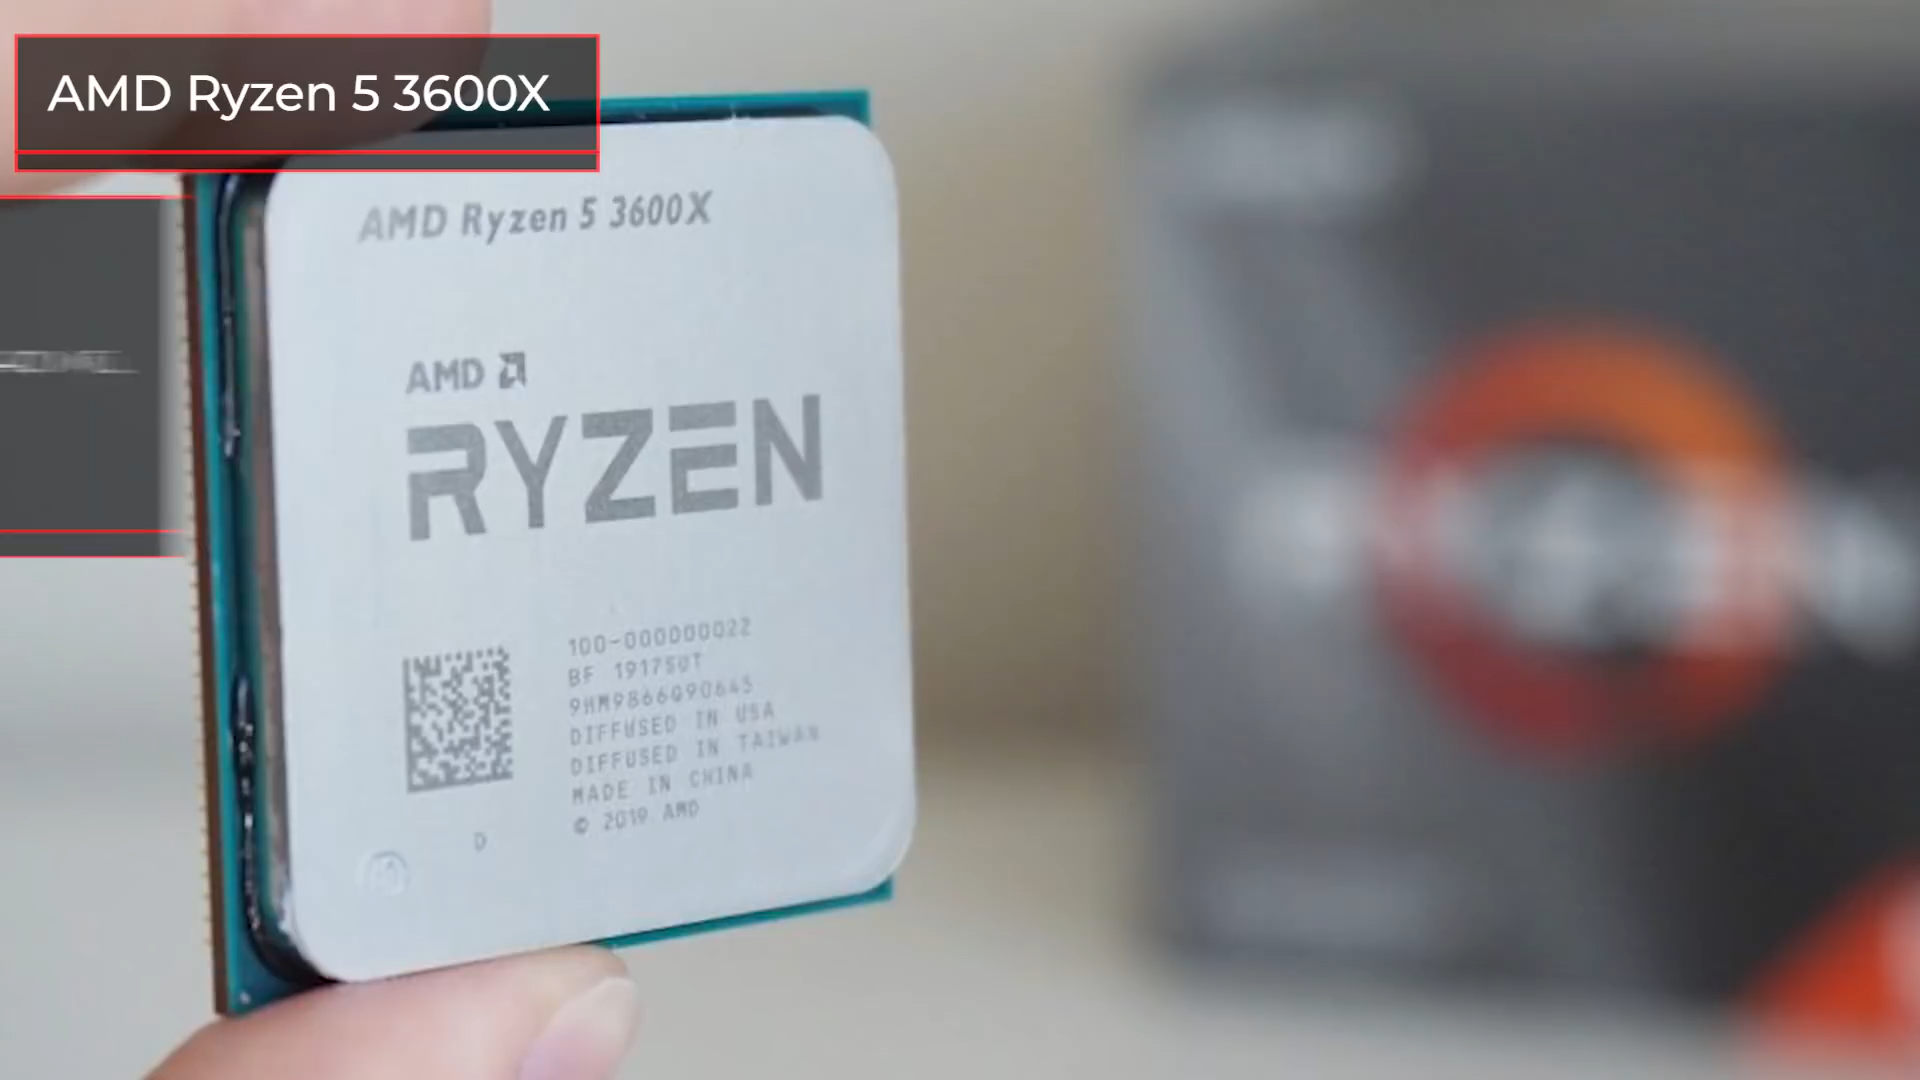 AMD Ryzen 5 3600X
AMD Ryzen 5 3600X
AMD
RYZEN
100-000000022
BF 1917SUT
9HM9866Q90645
DIFFUSED IN USA
DIFFUSED IN TAIWAN
MADE IN CHINA
© 2019 AMD
D